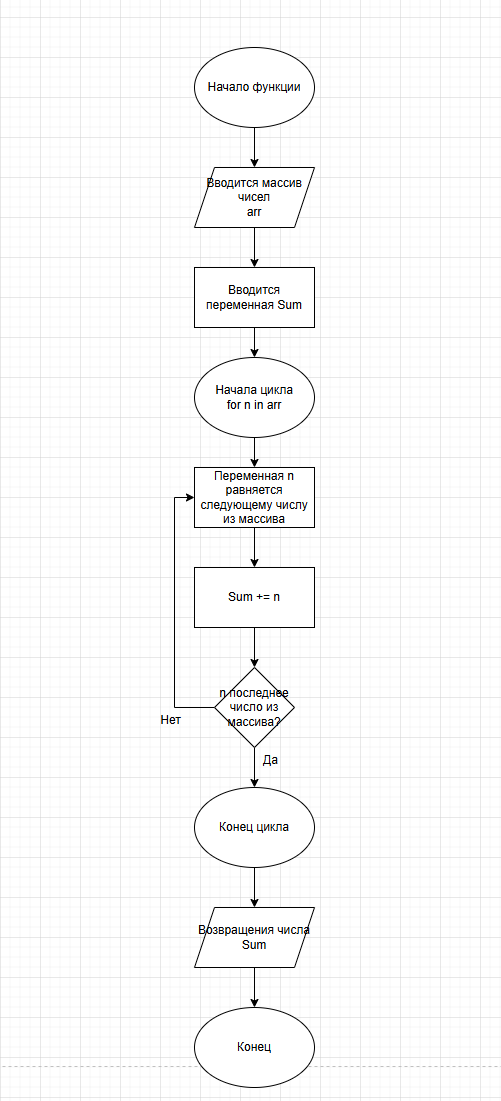 Начало функции
Вводится массив
чисел
arr
Вводится
переменная Sum
Начала цикла
for n in arr
Переменная n
равняется
следующему числу
из массива
Sum += n
n последнее
число из
массива?
Нет
Да
Конец цикла
Возвращения числа
Sum
Конец